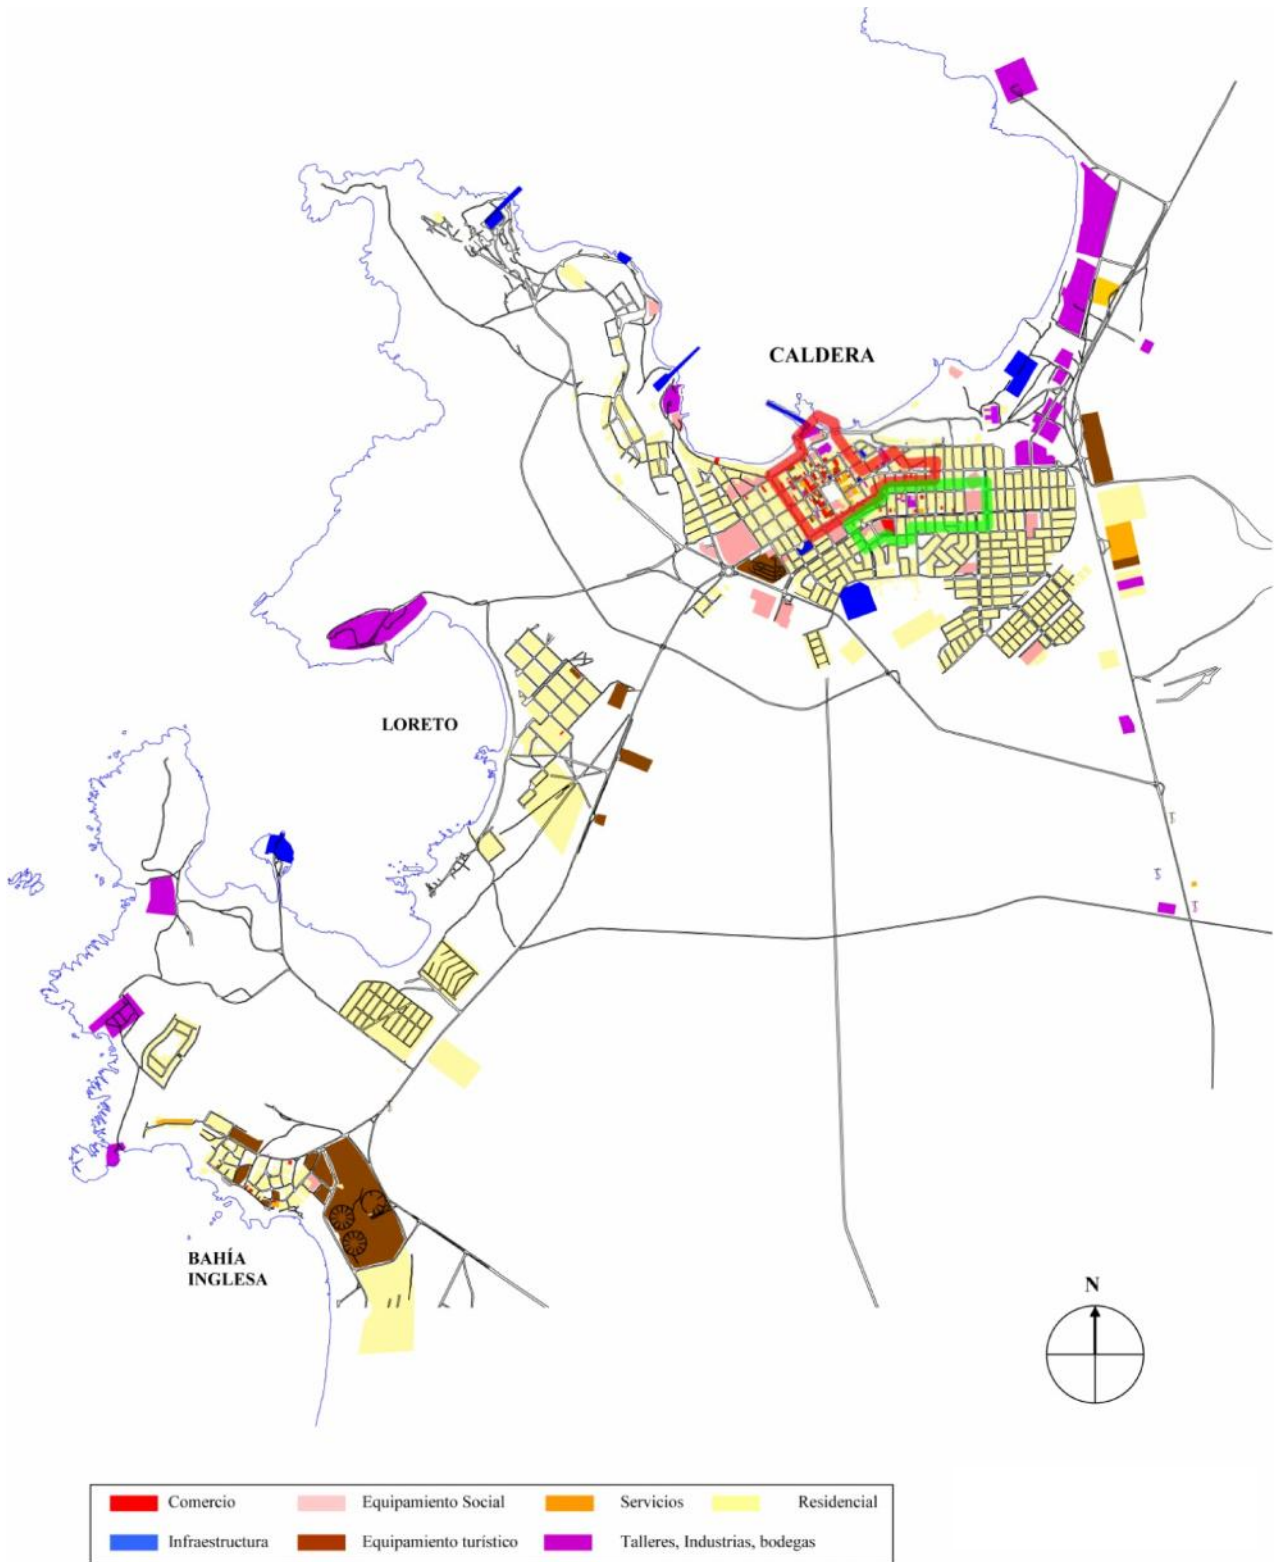 CALDERA
LORETO
BAHÍA
INGLESA
N
Comercio
Equipamiento Social
Servicios
Residencial
Infraestructura
Equipamiento turístico
Talleres, Industrias, bodegas